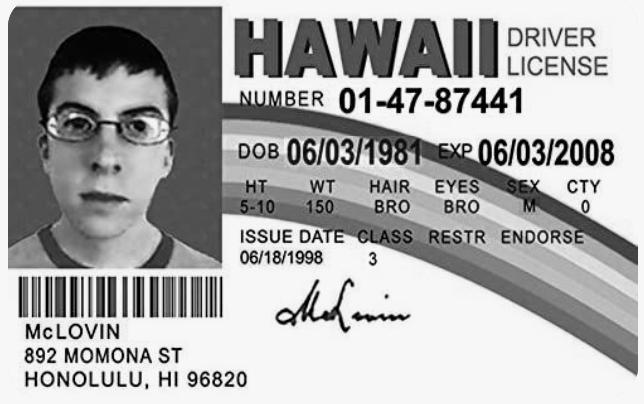 HAWAII DRIVER LICENSE
NUMBER 01-47-87441
DOB 06/03/1981 EXP 06/03/2008
HT WT HAIR EYES SEX CTY
5-10 150 BRO BRO M 0
ISSUE DATE CLASS RESTR ENDORSE
06/18/1998 3
McLovin
McLOVIN
892 MOMONA ST
HONOLULU, HI 96820